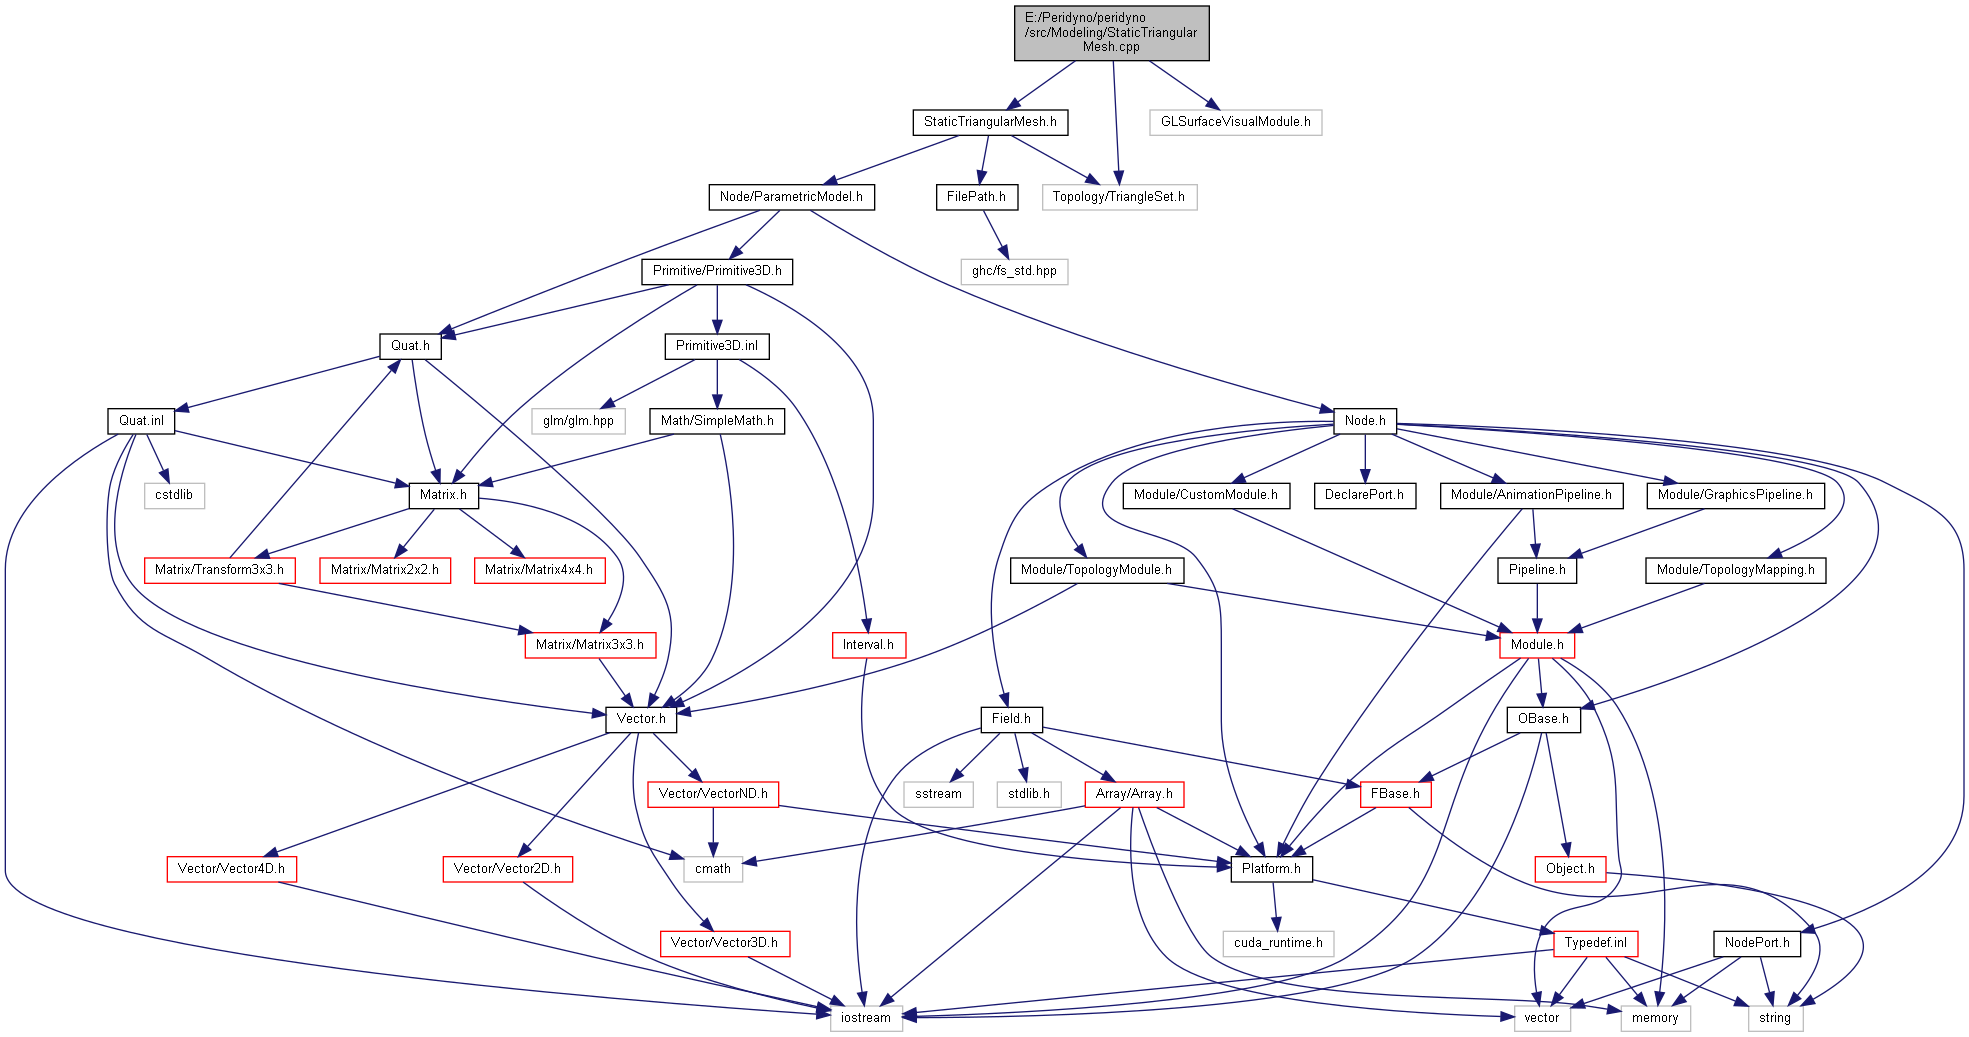 E:/Peridyno/peridyno
/src/Modeling/StaticTriangular
Mesh.cpp
StaticTriangularMesh.h
GLSurfaceVisualModule.h
Node/ParametricModel.h
FilePath.h
Topology/TriangleSet.h
Primitive/Primitive3D.h
ghc/fs_std.hpp
Quat.h
Primitive3D.inl
Quat.inl
glm/glm.hpp
Math/SimpleMath.h
Node.h
cstdlib
Matrix.h
Module/CustomModule.h
DeclarePort.h
Module/AnimationPipeline.h
Module/GraphicsPipeline.h
Matrix/Transform3x3.h
Matrix/Matrix2x2.h
Matrix/Matrix4x4.h
Module/TopologyModule.h
Pipeline.h
Module/TopologyMapping.h
Matrix/Matrix3x3.h
Interval.h
Module.h
Vector.h
Field.h
OBase.h
Vector/VectorND.h
sstream
stdlib.h
Array/Array.h
FBase.h
Vector/Vector4D.h
Vector/Vector2D.h
cmath
Platform.h
Object.h
Vector/Vector3D.h
cuda_runtime.h
Typedef.inl
NodePort.h
iostream
vector
memory
string